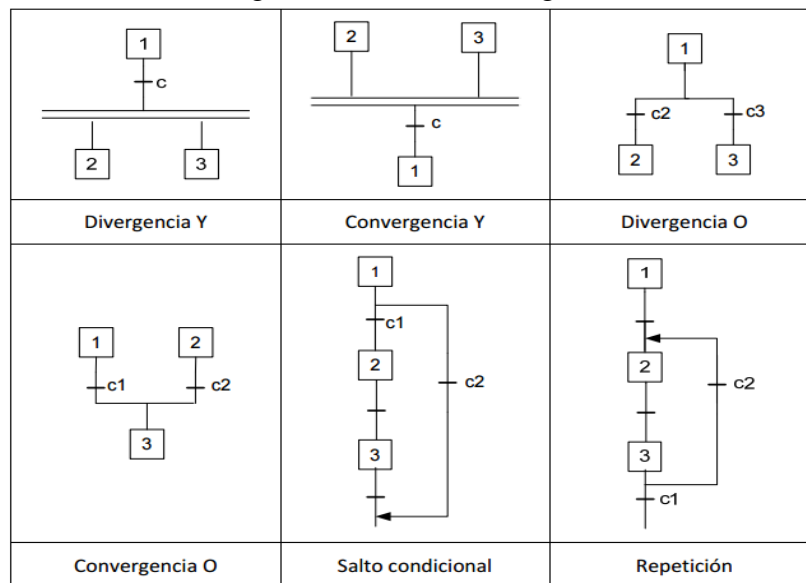 1
c
2 3
Divergencia Y
2 3
c
1
Convergencia Y
1
c2 c3
2 3
Divergencia O
1 2
c1 c2
3
Convergencia O
1
c1
2
c2
3
Salto condicional
1
2
c2
3
c1
Repetición